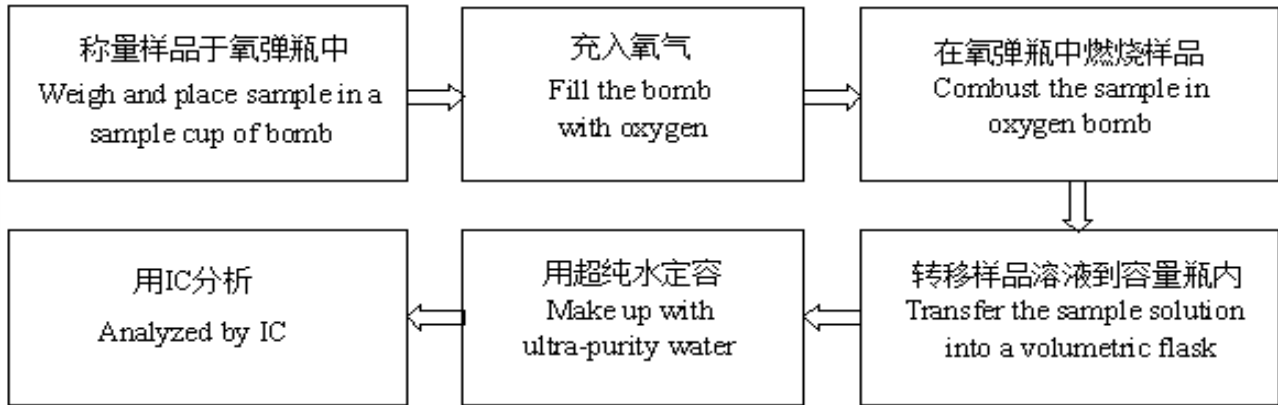 称量样品于氧弹瓶中
Weigh and place sample in a
sample cup of bomb
充入氧气
Fill the bomb
with oxygen
在氧弹瓶中燃烧样品
Combust the sample in
oxygen bomb
转移样品溶液到容量瓶内
Transfer the sample solution
into a volumetric flask
用超纯水定容
Make up with
ultra-purity water
用IC分析
Analyzed by IC